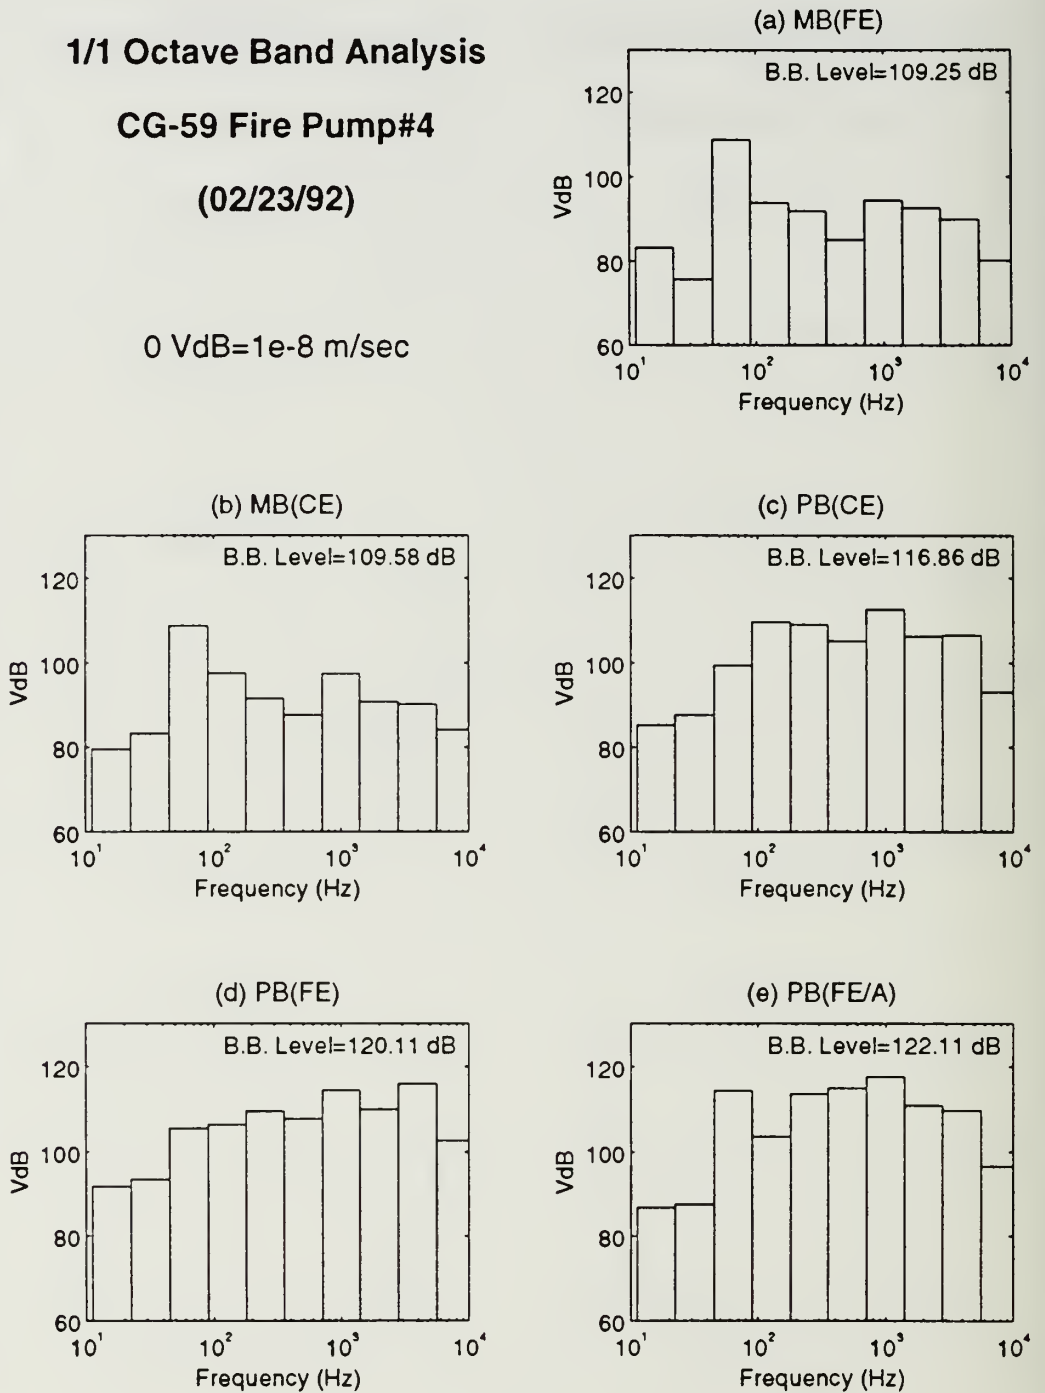 1/1 Octave Band Analysis
CG-59 Fire Pump#4
(02/23/92)
0 VdB=1e-8 m/sec
(a) MB(FE)
B.B. Level=109.25 dB
120
100
80
60
VdB
10¹ 10² 10³ 10⁴
Frequency (Hz)
(b) MB(CE)
B.B. Level=109.58 dB
120
100
80
60
VdB
10¹ 10² 10³ 10⁴
Frequency (Hz)
(c) PB(CE)
B.B. Level=116.86 dB
120
100
80
60
VdB
10¹ 10² 10³ 10⁴
Frequency (Hz)
(d) PB(FE)
B.B. Level=120.11 dB
120
100
80
60
VdB
10¹ 10² 10³ 10⁴
Frequency (Hz)
(e) PB(FE/A)
B.B. Level=122.11 dB
120
100
80
60
VdB
10¹ 10² 10³ 10⁴
Frequency (Hz)